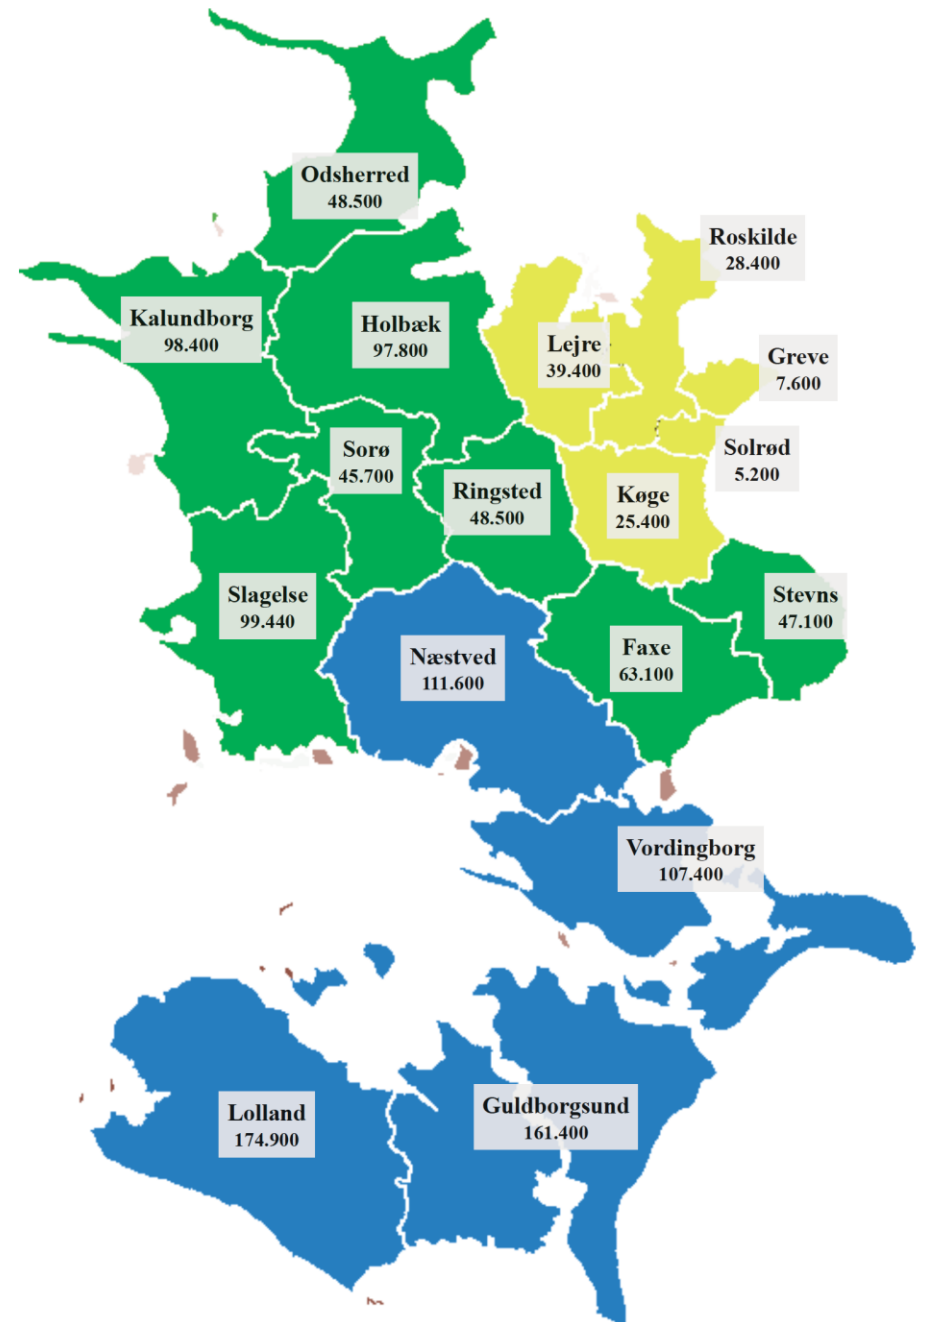 Odsherred
48.500
Roskilde
28.400
Kalundborg
98.400
Holbæk
97.800
Lejre
39.400
Greve
7.600
Sorø
45.700
Ringsted
48.500
Køge
25.400
Solrød
5.200
Slagelse
99.440
Stevns
47.100
Næstved
111.600
Faxe
63.100
Vordingborg
107.400
Lolland
174.900
Guldborgsund
161.400